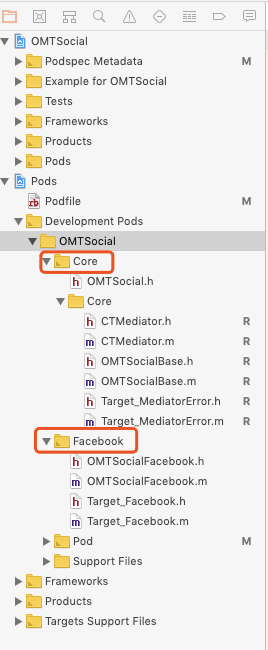 OMTSocial
Podspec Metadata M
Example for OMTSocial
Tests
Frameworks
Products
Pods
Pods
Podfile M
Development Pods
OMTSocial
Core
h OMTSocial.h
Core
h CTMediator.h R
m CTMediator.m R
h OMTSocialBase.h R
m OMTSocialBase.m R
h Target_MediatorError.h R
m Target_MediatorError.m R
Facebook
h OMTSocialFacebook.h
m OMTSocialFacebook.m
h Target_Facebook.h
m Target_Facebook.m
Pod M
Support Files
Frameworks
Products
Targets Support Files